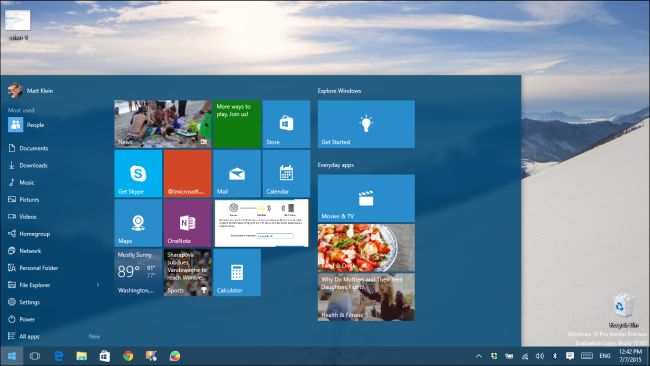 Matt Klein
Most used:
People
Documents
Downloads
Music
Pictures
Videos
Homegroup
Network
Personal Folder
File Explorer
Settings
Power
All apps
New
News
More ways to
play. Join us!
Store
Get Skype
@{microsoft....
Mail
Calendar
Maps
OneNote
Mostly Sunny
89° 91°
77°
Washington,...
Sharapova
subdues
Vandeweghe to
reach Wimble...
Sports
Calculator
Explore Windows
Get Started
Everyday apps
Movies & TV
Food & Drink
Why Do Mothers and Their Teen
Daughters Fight?
Health & Fitness
Recycle Bin
Windows 10 Pro Insider Preview
Evaluation copy. Build
12:42 PM
7/7/2015